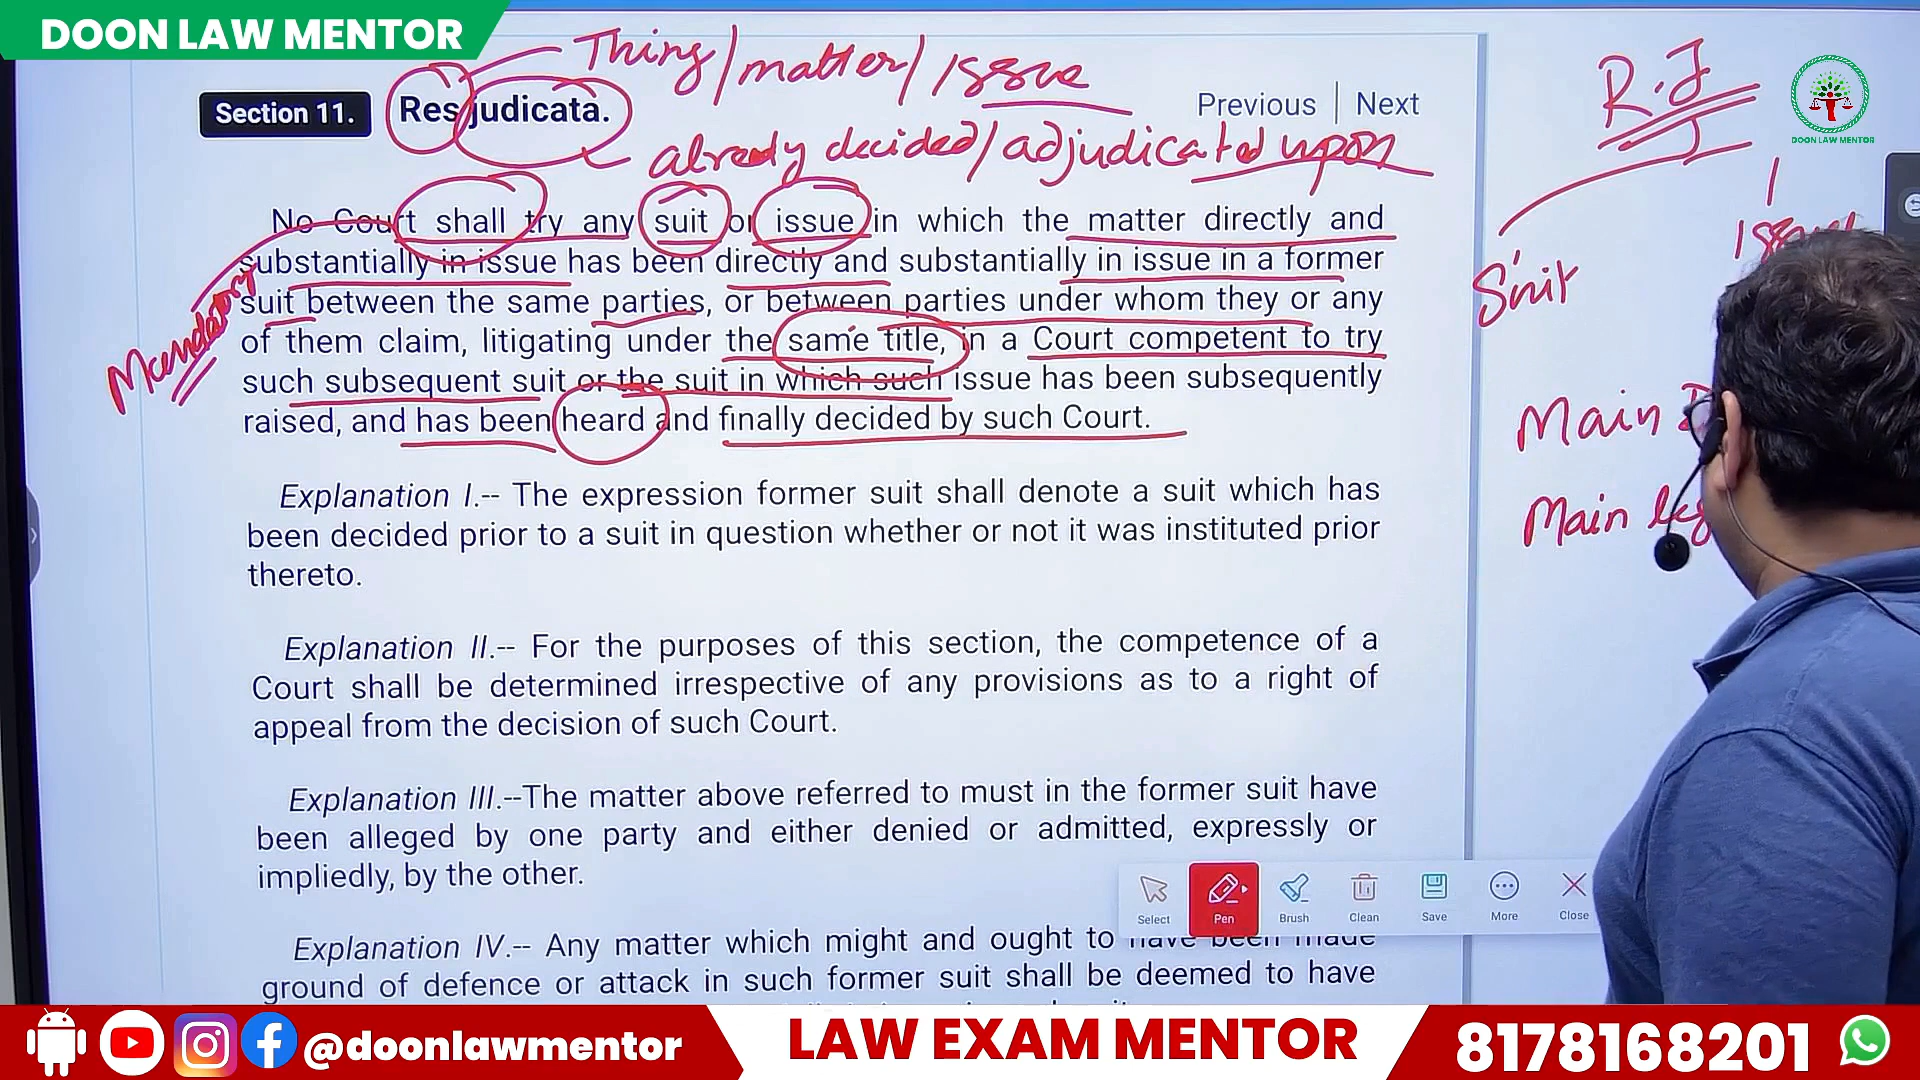 DOON LAW MENTOR
Thing/matter/issue
R.J
Section 11. Res judicata.
Previous | Next
DOON LAW MENTOR
already decided/adjudicated upon
No Court shall try any suit or issue in which the matter directly and
substantially in issue has been directly and substantially in issue in a former
suit between the same parties, or between parties under whom they or any
of them claim, litigating under the same title, in a Court competent to try
such subsequent suit or the suit in which such issue has been subsequently
raised, and has been heard and finally decided by such Court.
Mandatory
Suit
issue
Main
Main
Explanation I.-- The expression former suit shall denote a suit which has
been decided prior to a suit in question whether or not it was instituted prior
thereto.
Explanation II.-- For the purposes of this section, the competence of a
Court shall be determined irrespective of any provisions as to a right of
appeal from the decision of such Court.
Explanation III.--The matter above referred to must in the former suit have
been alleged by one party and either denied or admitted, expressly or
impliedly, by the other.
Explanation IV.-- Any matter which might and ought to have been made
ground of defence or attack in such former suit shall be deemed to have
Select Pen Brush Clean Save More Close
@doonlawmentor
LAW EXAM MENTOR
8178168201